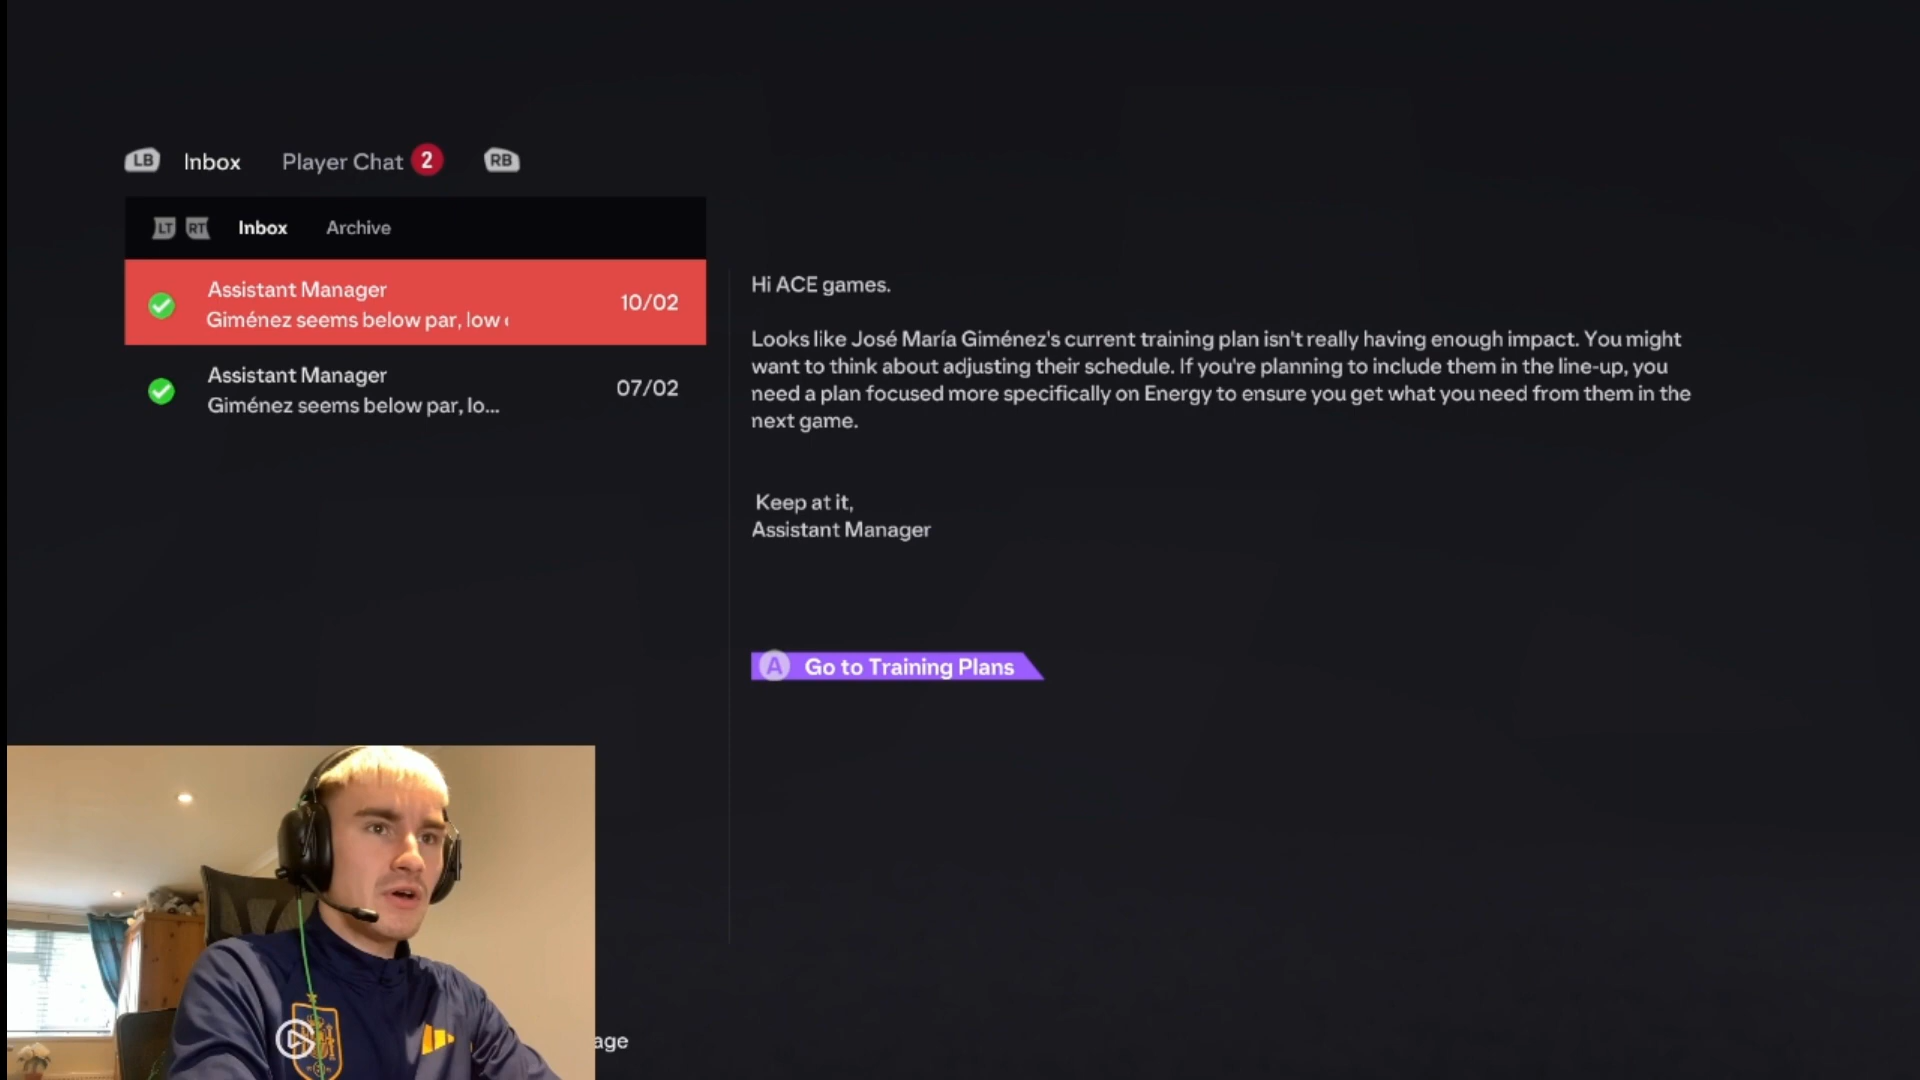 LB Inbox Player Chat 2 RB
LT RT Inbox Archive
Assistant Manager
Giménez seems below par, low
10/02
Assistant Manager
Giménez seems below par, lo...
07/02
Hi ACE games.
Looks like José María Giménez's current training plan isn't really having enough impact. You might
want to think about adjusting their schedule. If you're planning to include them in the line-up, you
need a plan focused more specifically on Energy to ensure you get what you need from them in the
next game.
Keep at it,
Assistant Manager
A Go to Training Plans
age